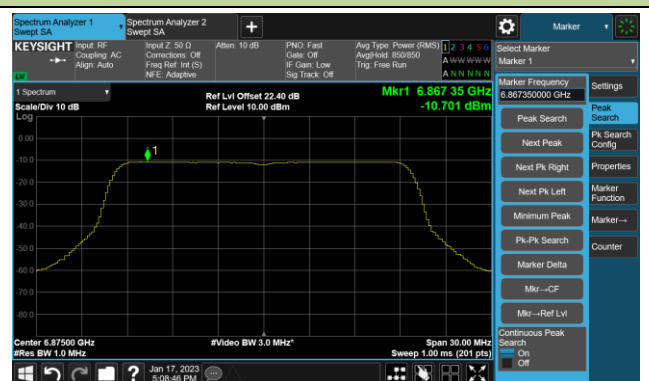 Spectrum Analyzer 1
Swept SA
Spectrum Analyzer 2
Swept SA
+
Marker
KEYSIGHT
Input: RF
Coupling: AC
Align: Auto
Input Z: 50 Ω
Corrections: Off
Freq Ref: Int (S)
NFE: Adaptive
Atten: 10 dB
PNO: Fast
Gate: Off
IF Gain: Low
Sig Track: Off
Avg Type: Power (RMS)
Avg|Hold: 850/850
Trig: Free Run
1 2 3 4 5 6
A W W W W W
A N N N N N
LW
Select Marker
Marker 1
1 Spectrum
Scale/Div 10 dB
Log
Ref Lvl Offset 22.40 dB
Ref Level 10.00 dBm
Mkr1 6.867 35 GHz
-10.701 dBm
1
0.00
-10.0
-20.0
-30.0
-40.0
-50.0
-60.0
-70.0
-80.0
Center 6.87500 GHz
#Res BW 1.0 MHz
#Video BW 3.0 MHz*
Span 30.00 MHz
Sweep 1.00 ms (201 pts)
Marker Frequency
6.867350000 GHz
Peak Search
Next Peak
Next Pk Right
Next Pk Left
Minimum Peak
Pk-Pk Search
Marker Delta
Mkr→CF
Mkr→Ref Lvl
Continuous Peak
Search
On
Off
Settings
Peak
Search
Pk Search
Config
Properties
Marker
Function
Marker→
Counter
?
Jan 17, 2023
5:08:46 PM